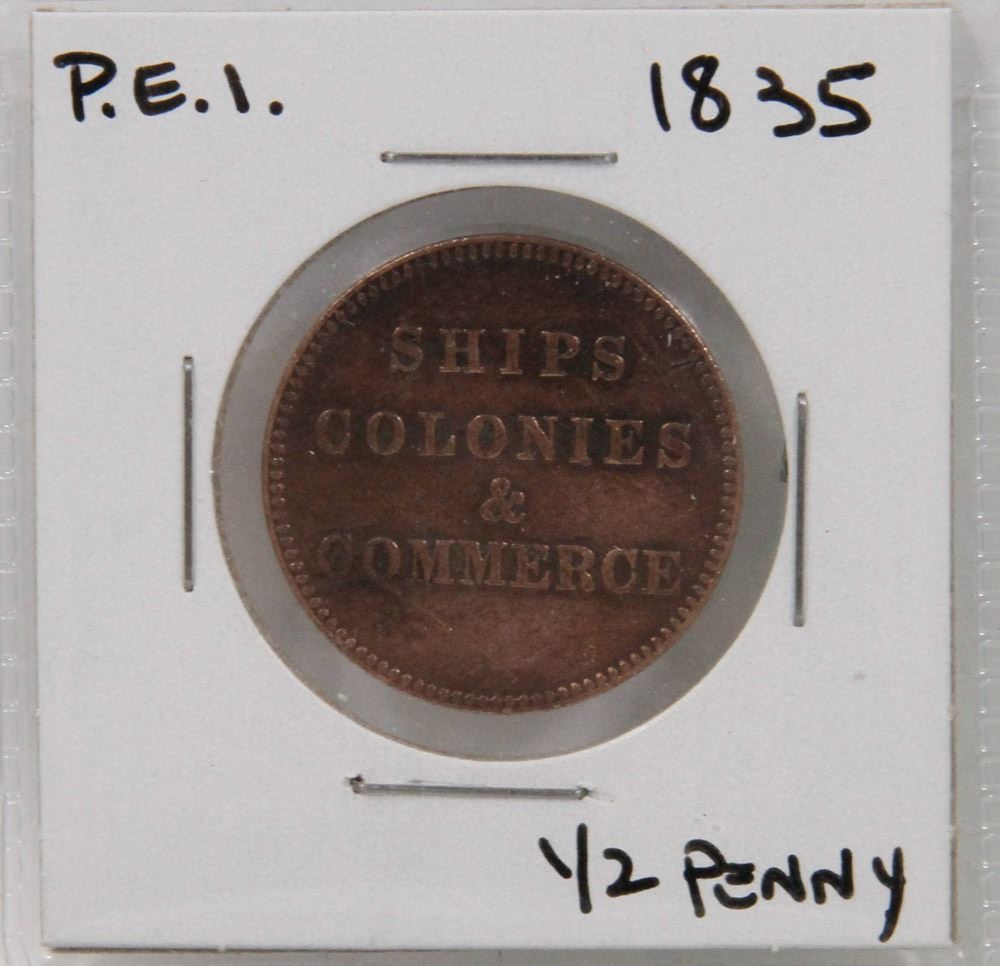 P.E.I. 1835
SHIPS
COLONIES
&
COMMERCE
1/2 PENNY